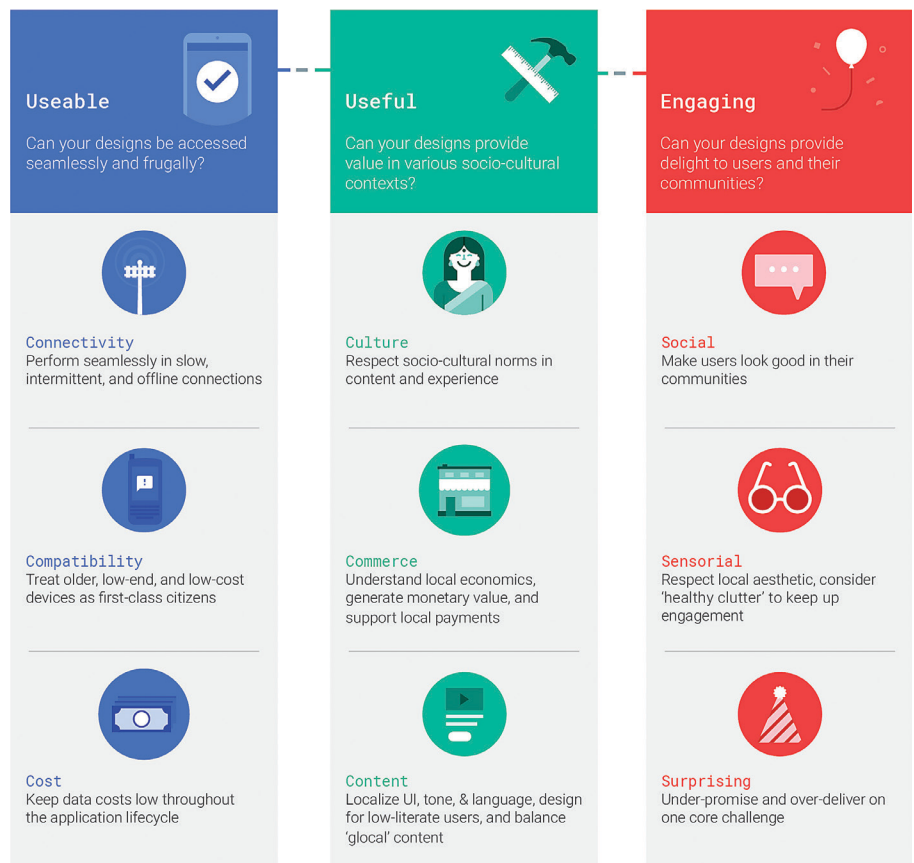 Useable
Can your designs be accessed
seamlessly and frugally?
Connectivity
Perform seamlessly in slow,
intermittent, and offline connections
Compatibility
Treat older, low-end, and low-cost
devices as first-class citizens
Cost
Keep data costs low throughout
the application lifecycle
Useful
Can your designs provide
value in various socio-cultural
contexts?
Culture
Respect socio-cultural norms in
content and experience
Commerce
Understand local economics,
generate monetary value, and
support local payments
Content
Localize UI, tone, & language, design
for low-literate users, and balance
‘glocal’ content
Engaging
Can your designs provide
delight to users and their
communities?
Social
Make users look good in their
communities
Sensorial
Respect local aesthetic, consider
‘healthy clutter’ to keep up
engagement
Surprising
Under-promise and over-deliver on
one core challenge